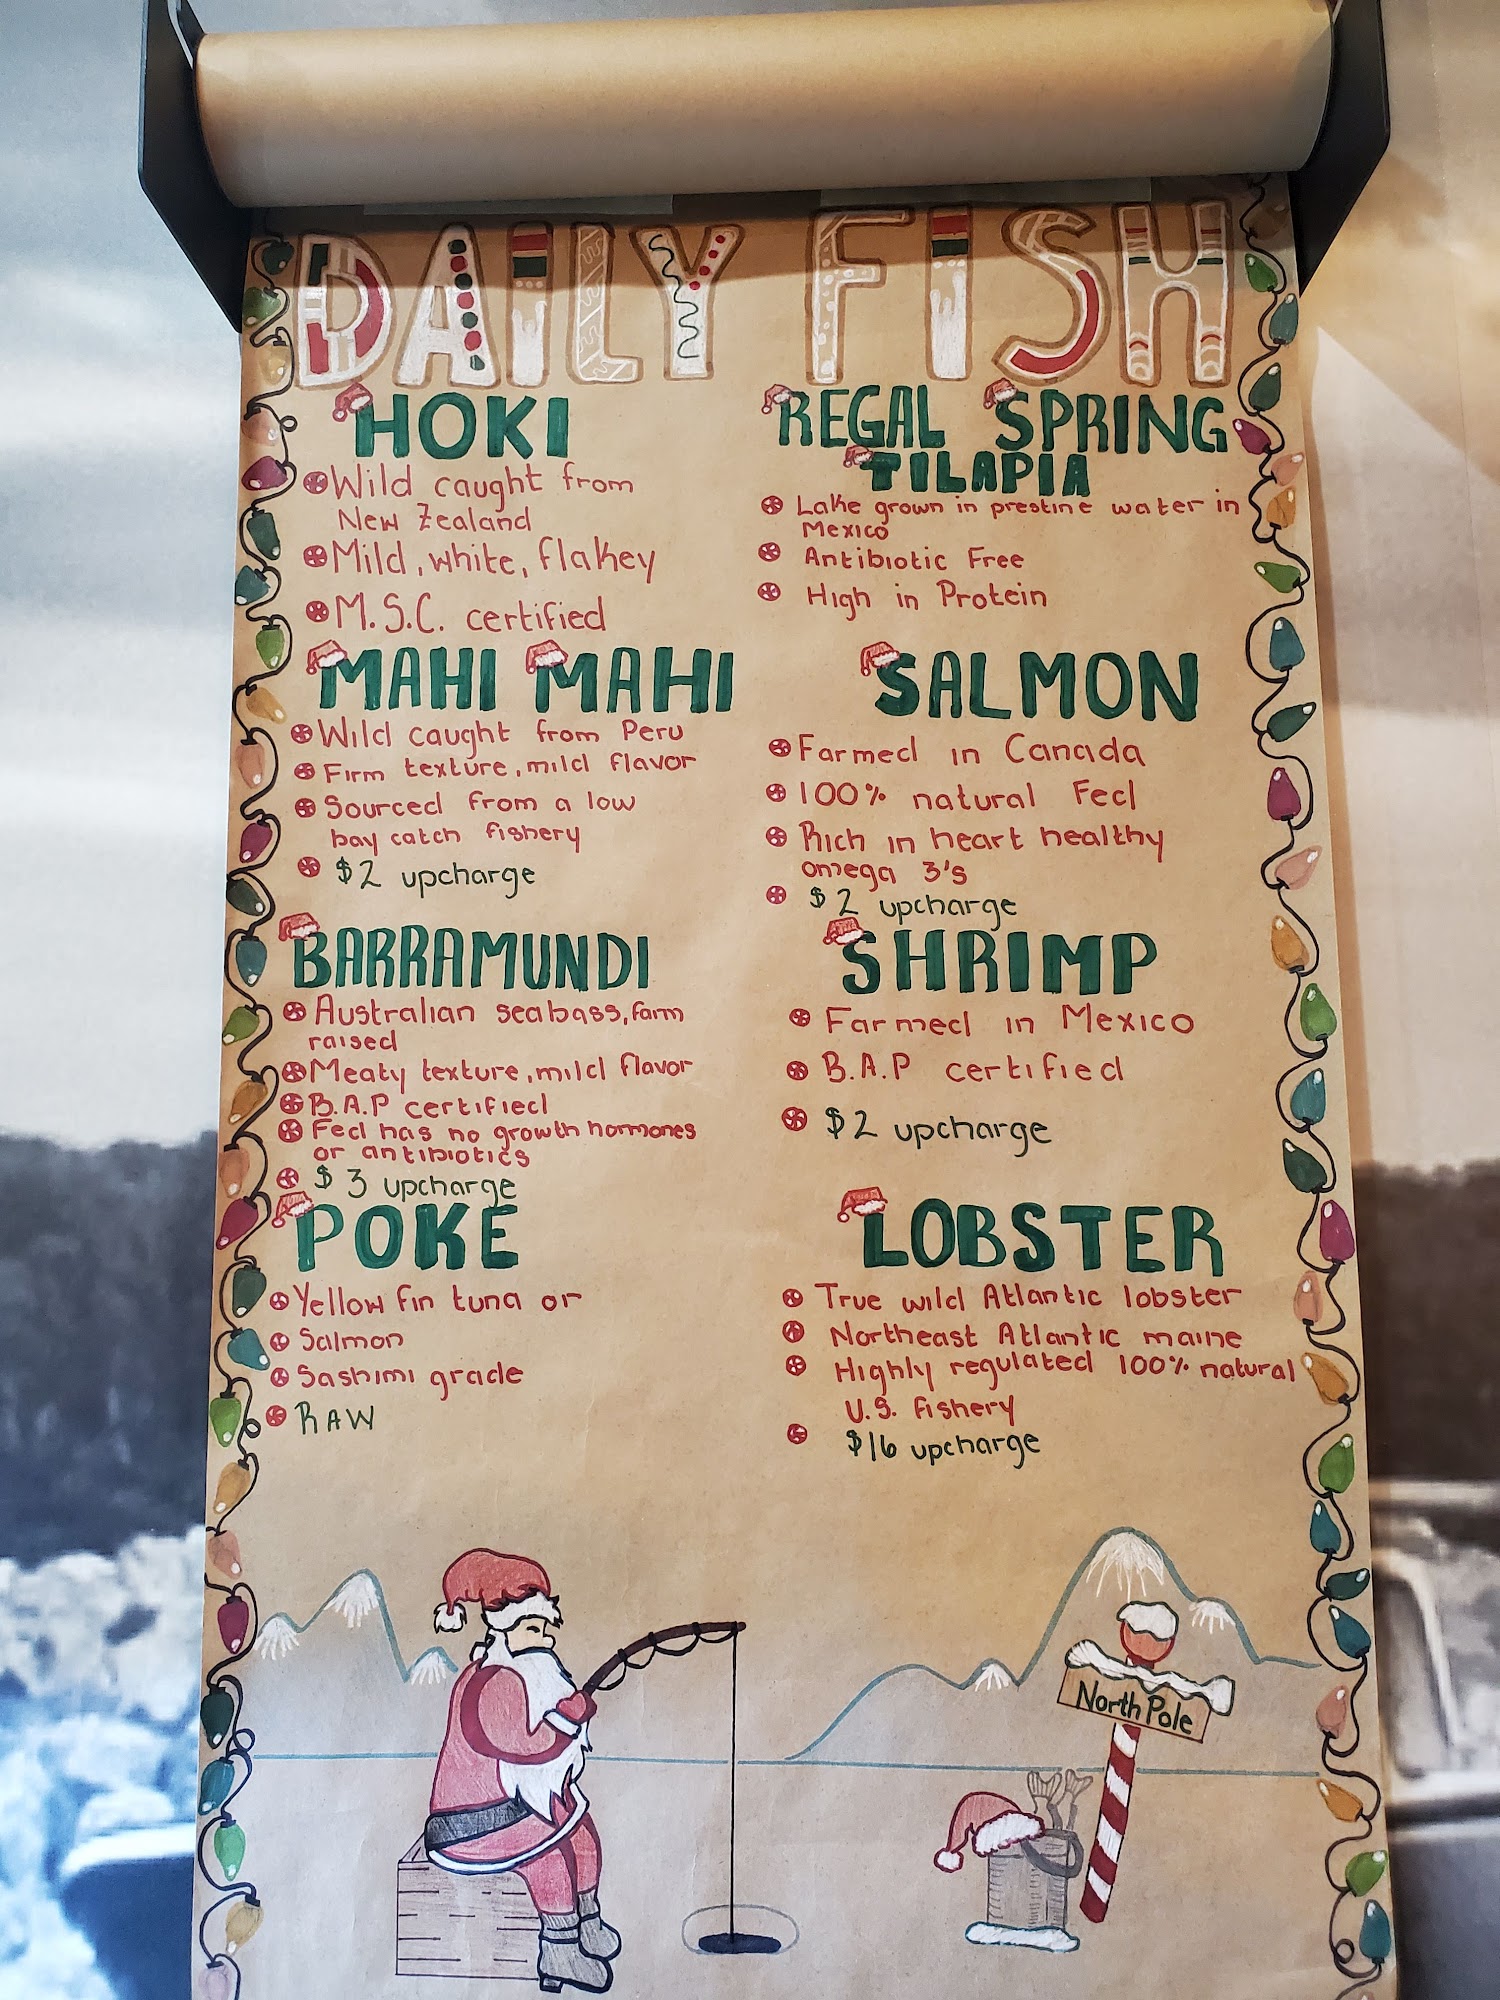 DAILY FISH
HOKI
Wild caught from
New Zealand
Mild, white, flakey
M.S.C. certified
REGAL SPRING
TILAPIA
Lake grown in prestine water in
Mexico
Antibiotic Free
High in Protein
MAHI MAHI
Wild caught from Peru
Firm texture, mild flavor
Sourced from a low
bay catch fishery
$2 upcharge
SALMON
Farmed in Canada
100% natural Fed
Rich in heart healthy
omega 3's
$2 upcharge
BARRAMUNDI
Australian seabass, farm
raised
Meaty texture, mild flavor
B.A.P certified
Fed has no growth hormones
or antibiotics
$3 upcharge
SHRIMP
Farmed in Mexico
B.A.P certified
$2 upcharge
POKE
Yellow fin tuna or
Salmon
Sashimi grade
RAW
LOBSTER
True wild Atlantic lobster
Northeast Atlantic maine
Highly regulated 100% natural
U.S. fishery
$16 upcharge
North Pole